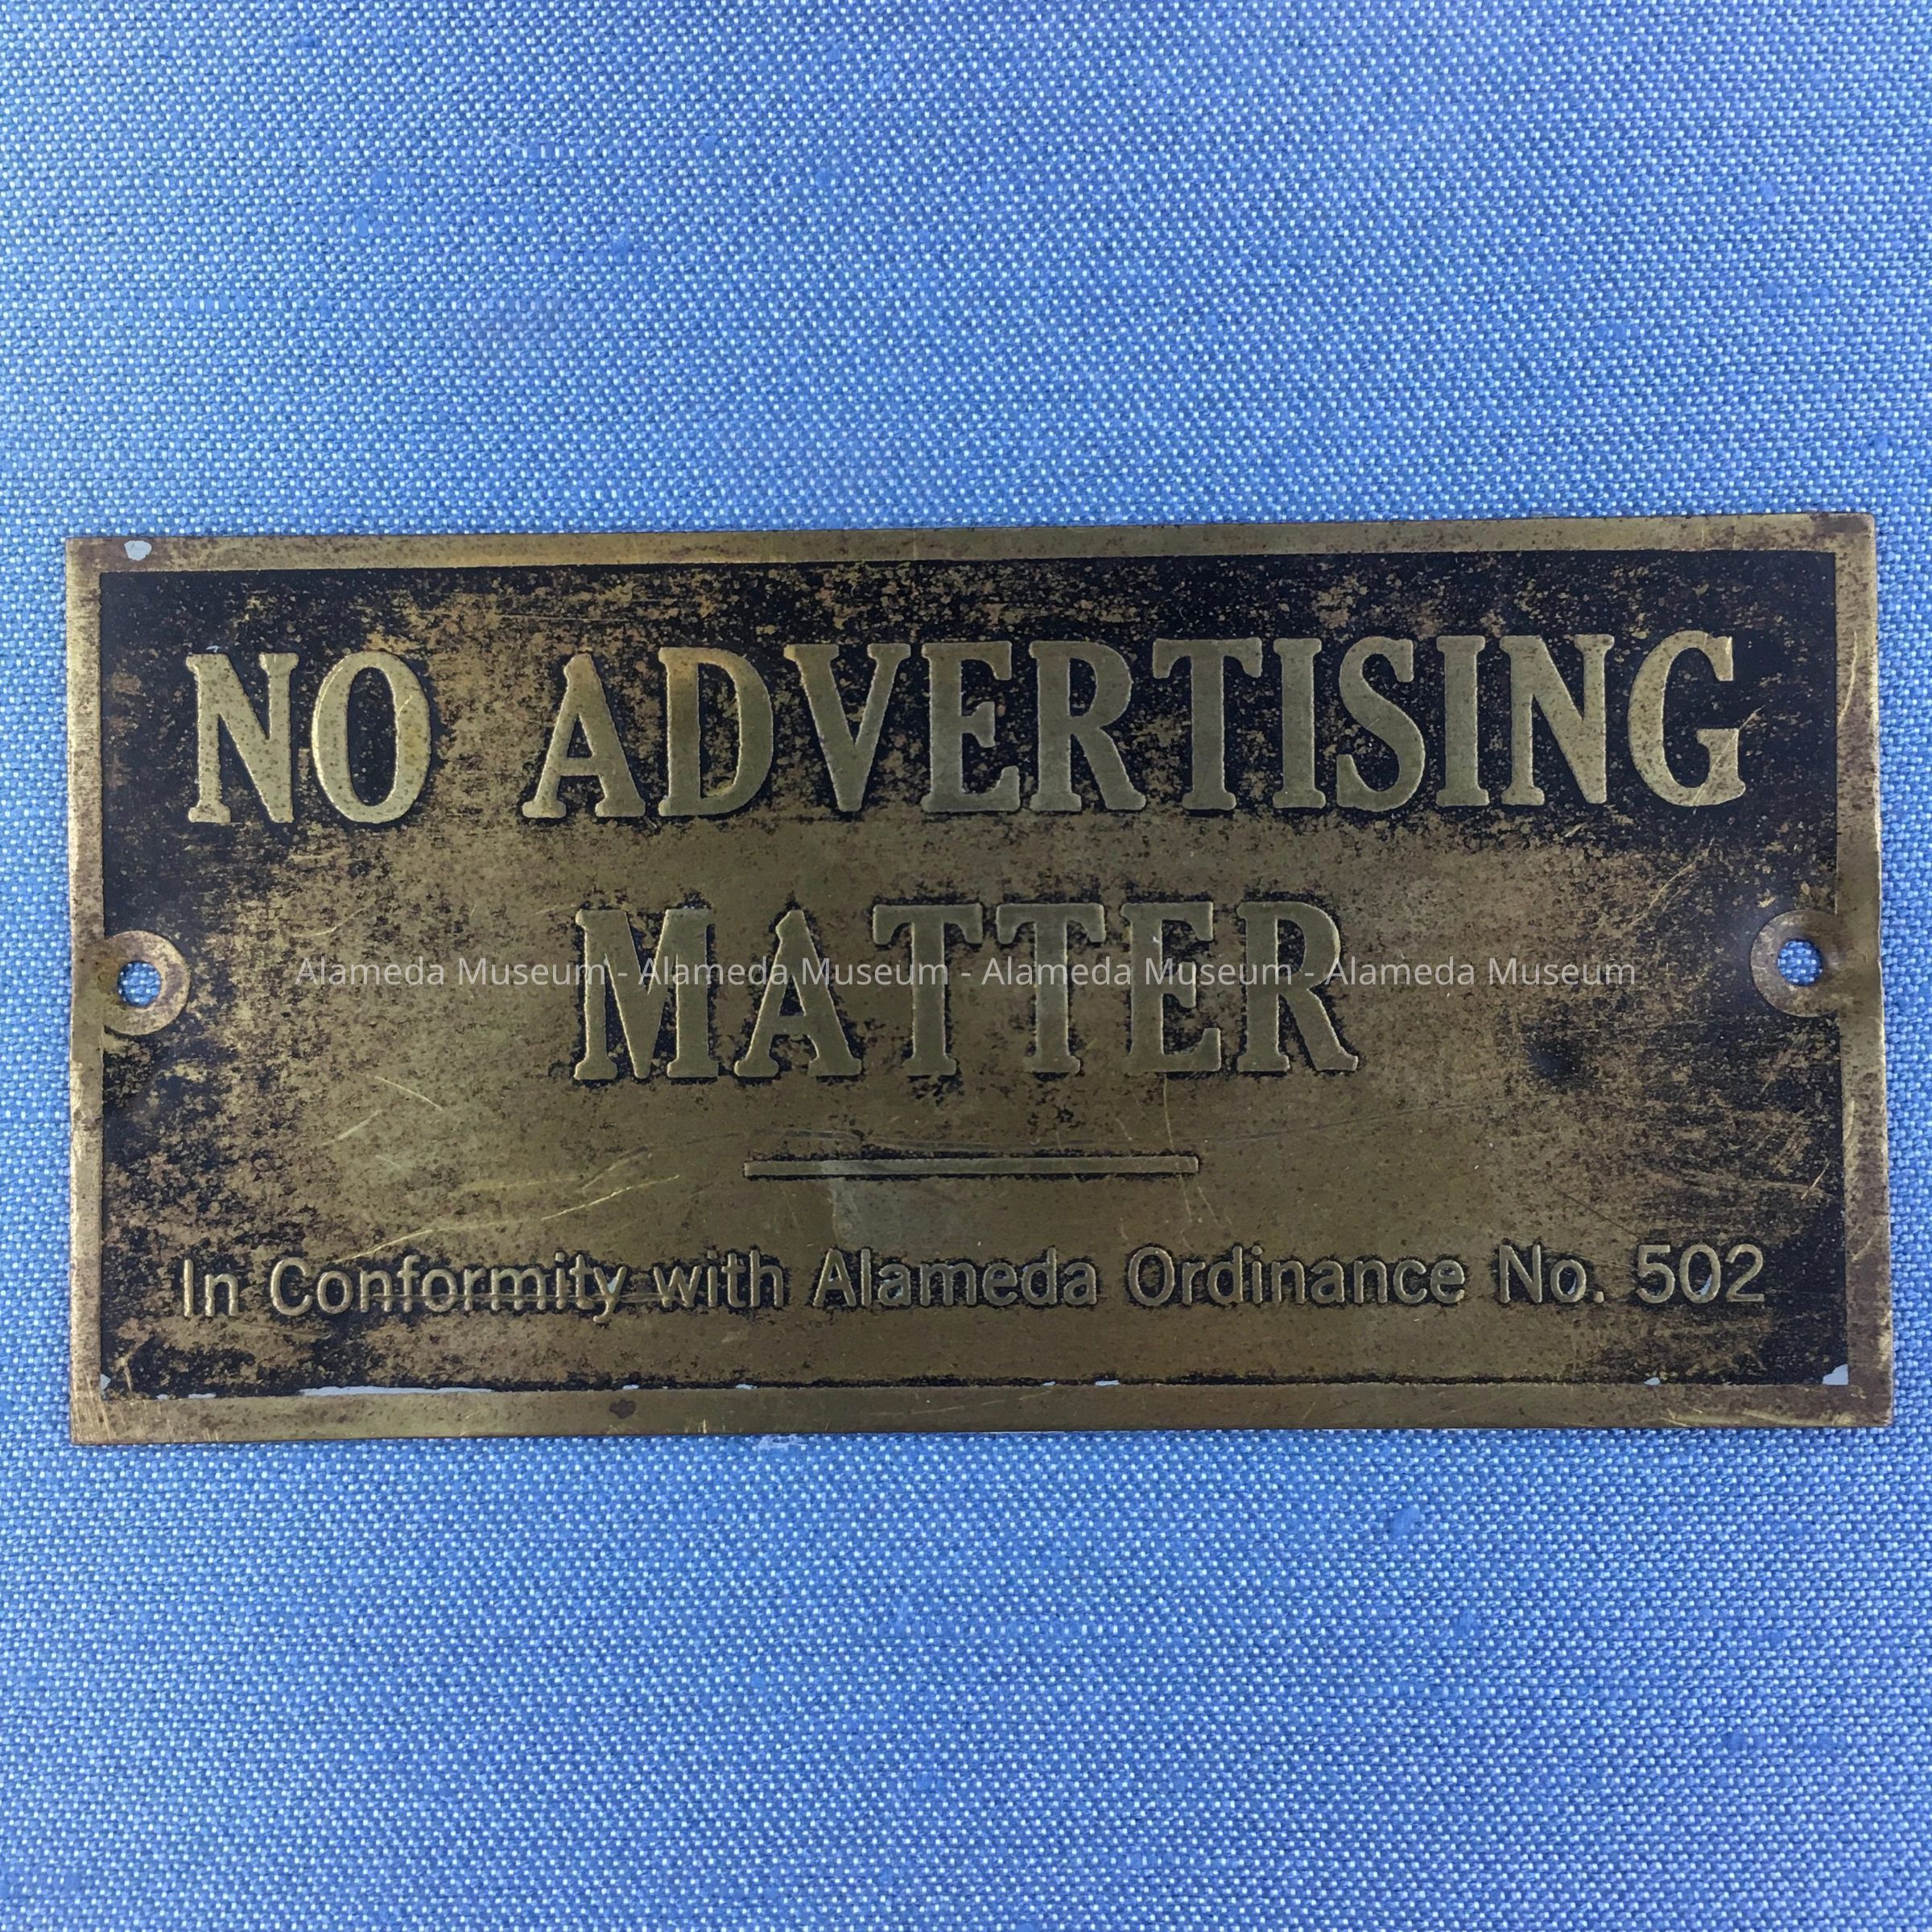 NO ADVERTISING
MATTER
Alameda Museum - Alameda Museum - Alameda Museum - Alameda Museum
In Conformity with Alameda Ordinance No. 502